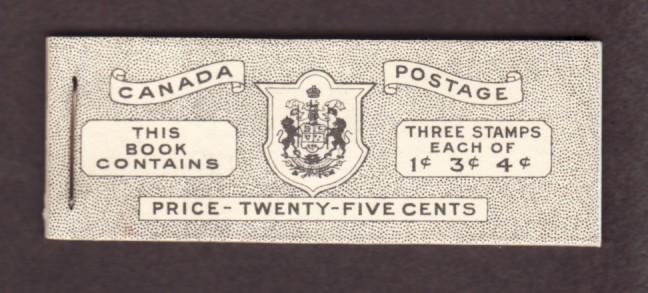 CANADA POSTAGE
THIS
BOOK
CONTAINS
THREE STAMPS
EACH OF
1¢ 3¢ 4¢
PRICE-TWENTY-FIVE CENTS